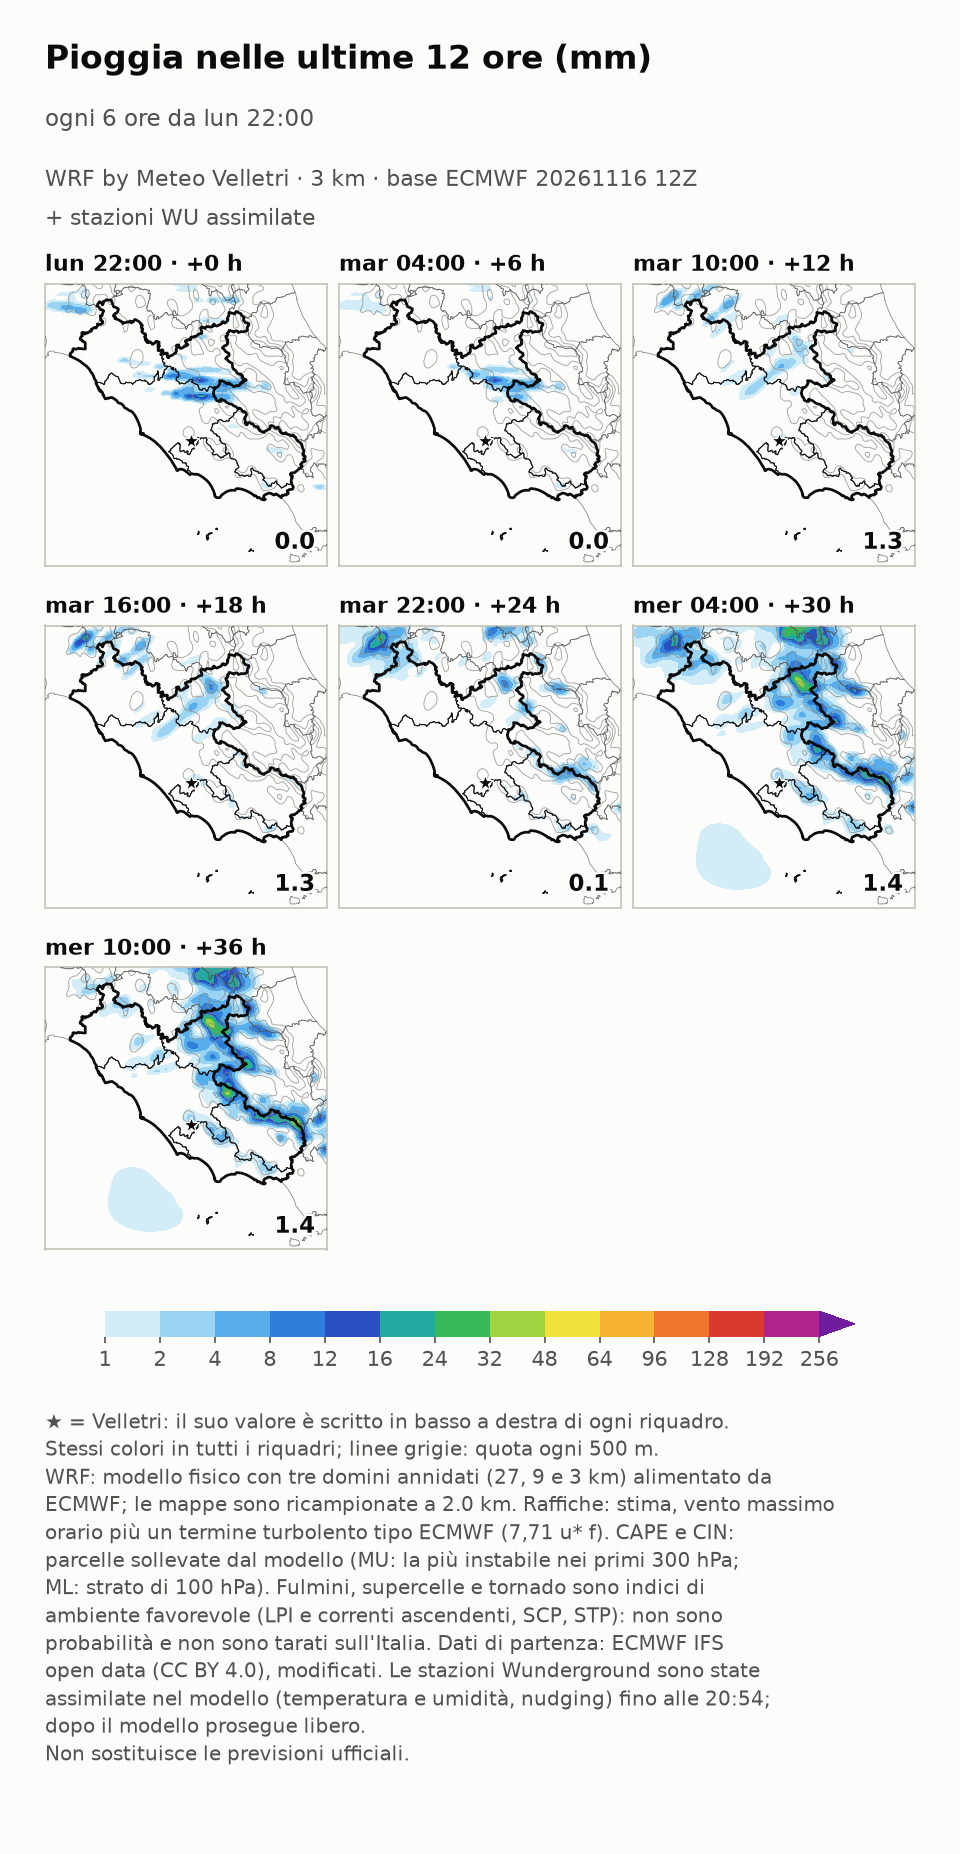 Pioggia nelle ultime 12 ore (mm)
ogni 6 ore da lun 22:00
WRF by Meteo Velletri · 3 km · base ECMWF 20261116 12Z
+ stazioni WU assimilate
lun 22:00 · +0 h
mar 04:00 · +6 h
mar 10:00 · +12 h
0.0
0.0
1.3
mar 16:00 · +18 h
mar 22:00 · +24 h
mer 04:00 · +30 h
1.3
0.1
1.4
mer 10:00 · +36 h
1.4
1 2 4 8 12 16 24 32 48 64 96 128 192 256
★ = Velletri: il suo valore è scritto in basso a destra di ogni riquadro.
Stessi colori in tutti i riquadri; linee grigie: quota ogni 500 m.
WRF: modello fisico con tre domini annidati (27, 9 e 3 km) alimentato da
ECMWF; le mappe sono ricampionate a 2.0 km. Raffiche: stima, vento massimo
orario più un termine turbolento tipo ECMWF (7,71 u* f). CAPE e CIN:
parcelle sollevate dal modello (MU: la più instabile nei primi 300 hPa;
ML: strato di 100 hPa). Fulmini, supercelle e tornado sono indici di
ambiente favorevole (LPI e correnti ascendenti, SCP, STP): non sono
probabilità e non sono tarati sull'Italia. Dati di partenza: ECMWF IFS
open data (CC BY 4.0), modificati. Le stazioni Wunderground sono state
assimilate nel modello (temperatura e umidità, nudging) fino alle 20:54;
dopo il modello prosegue libero.
Non sostituisce le previsioni ufficiali.